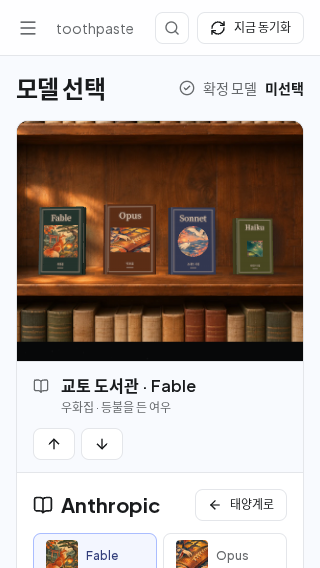 toothpaste
지금 동기화
모델 선택
확정 모델 미선택
Fable
Opus
Sonnet
Haiku
교토 도서관 · Fable
우화집 · 등불을 든 여우
Anthropic
태양계로
Fable
Opus